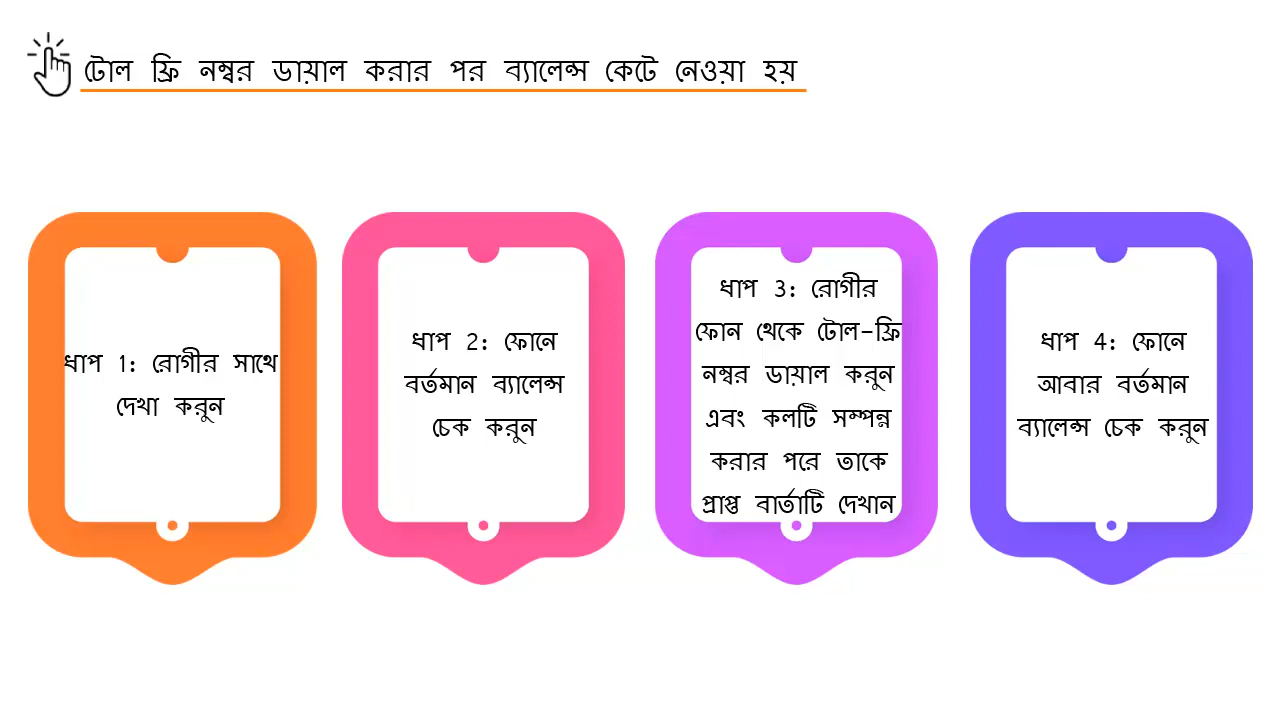 টোল ফ্রি নম্বর ডায়াল করার পর ব্যালেন্স কেটে নেওয়া হয়
ধাপ 1: রোগীর সাথে
দেখা করুন
ধাপ 2: ফোনে
বর্তমান ব্যালেন্স
চেক করুন
ধাপ 3: রোগীর
ফোন থেকে টোল-ফ্রি
নম্বর ডায়াল করুন
এবং কলটি সম্পন্ন
করার পরে তাকে
প্রাপ্ত বার্তাটি দেখান
ধাপ 4: ফোনে
আবার বর্তমান
ব্যালেন্স চেক করুন